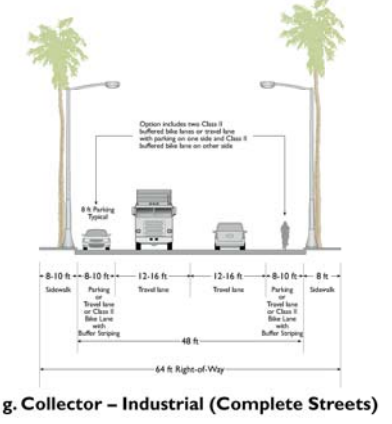 Option includes two Class II
buffered bike lanes or travel lane
with parking on one side and Class II
buffered bike lane on other side
8 ft Parking
Typical
8-10 ft 8-10 ft 12-16 ft 12-16 ft 8-10 ft 8 ft
Sidewalk Parking Travel lane Travel lane Parking Sidewalk
or or
Travel lane Travel lane
or Class II or Class II
Bike Lane Bike Lane
with with
Buffer Striping Buffer Striping
48 ft
64 ft Right-of-Way
g. Collector – Industrial (Complete Streets)